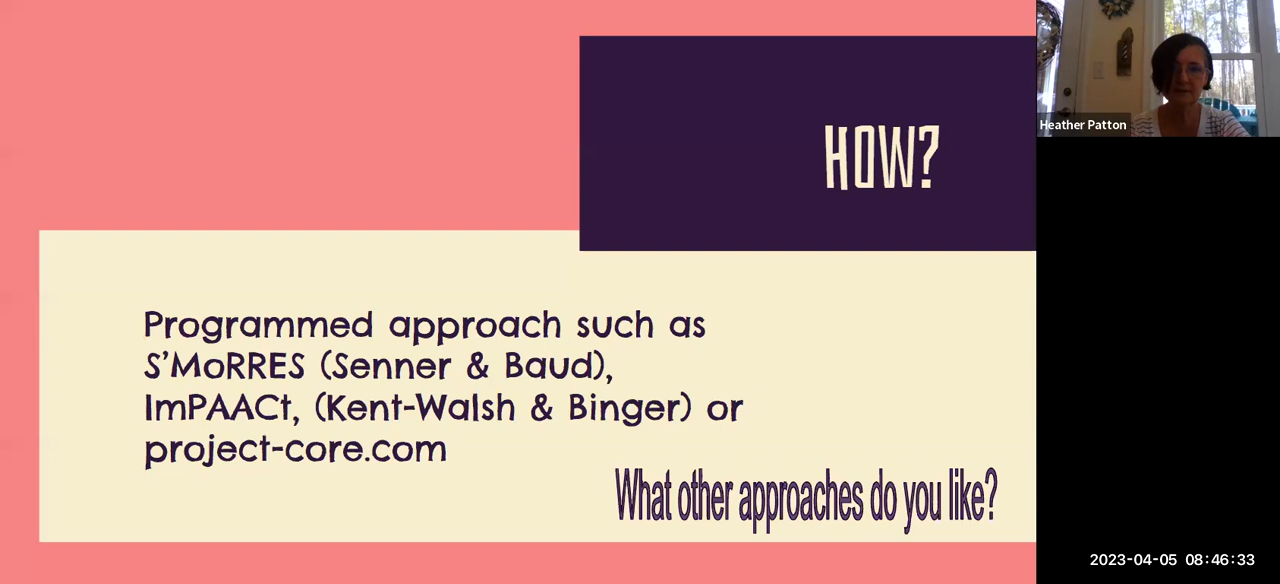 HOW?
Programmed approach such as
S'MoRRES (Senner & Baud),
ImPAACt, (Kent-Walsh & Binger) or
project-core.com
What other approaches do you like?
Heather Patton
2023-04-05 08:46:33